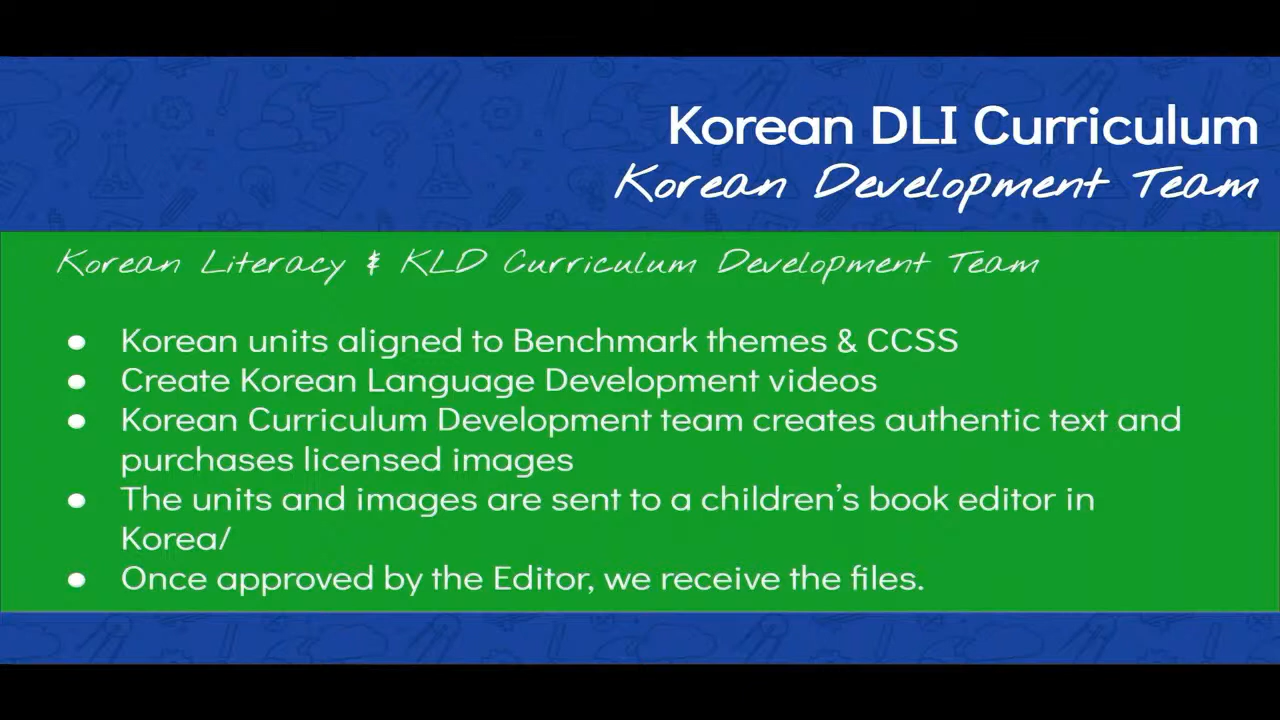 Korean DLI Curriculum
Korean Development Team
Korean Literacy & KLD Curriculum Development Team
● Korean units aligned to Benchmark themes & CCSS
● Create Korean Language Development videos
● Korean Curriculum Development team creates authentic text and
purchases licensed images
● The units and images are sent to a children’s book editor in
Korea/
● Once approved by the Editor, we receive the files.